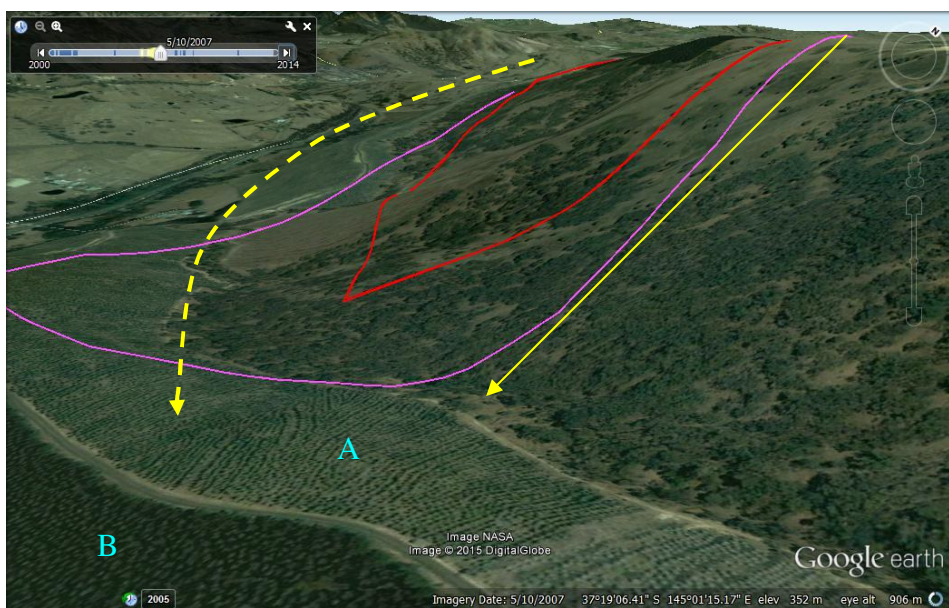 5/10/2007
2000
2014
N
A
B
Image NASA
Image © 2015 DigitalGlobe
Google earth
2005
Imagery Date: 5/10/2007 37°19'06.41" S 145°01'15.17" E elev 352 m eye alt 906 m